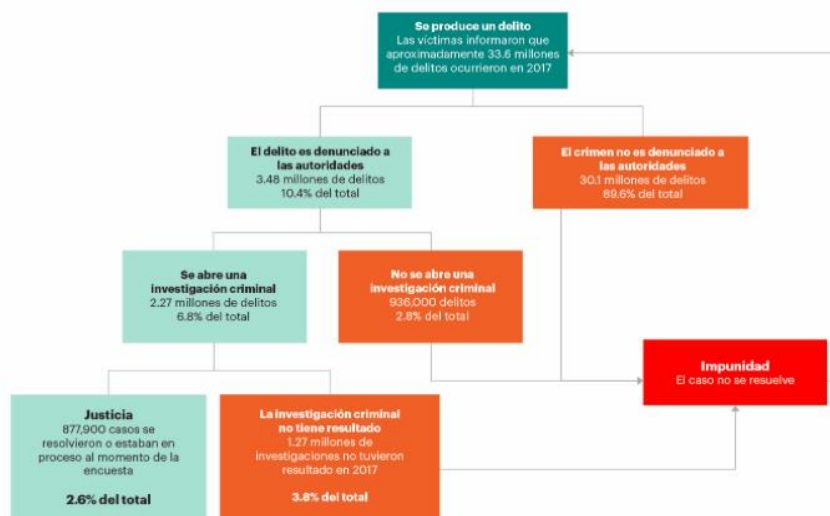 Se produce un delito
Las víctimas informaron que
aproximadamente 33.6 millones
de delitos ocurrieron en 2017
El delito es denunciado a
las autoridades
3.48 millones de delitos
10.4% del total
El crimen no es denunciado a
las autoridades
30.1 millones de delitos
89.6% del total
Se abre una
investigación criminal
2.27 millones de delitos
6.8% del total
No se abre una
investigación criminal
936,000 delitos
2.8% del total
Impunidad
El caso no se resuelve
Justicia
877,900 casos se
resolvieron o estaban en
proceso al momento de la
encuesta
2.6% del total
La investigación criminal
no tiene resultado
1.27 millones de
investigaciones no tuvieron
resultado en 2017
3.8% del total